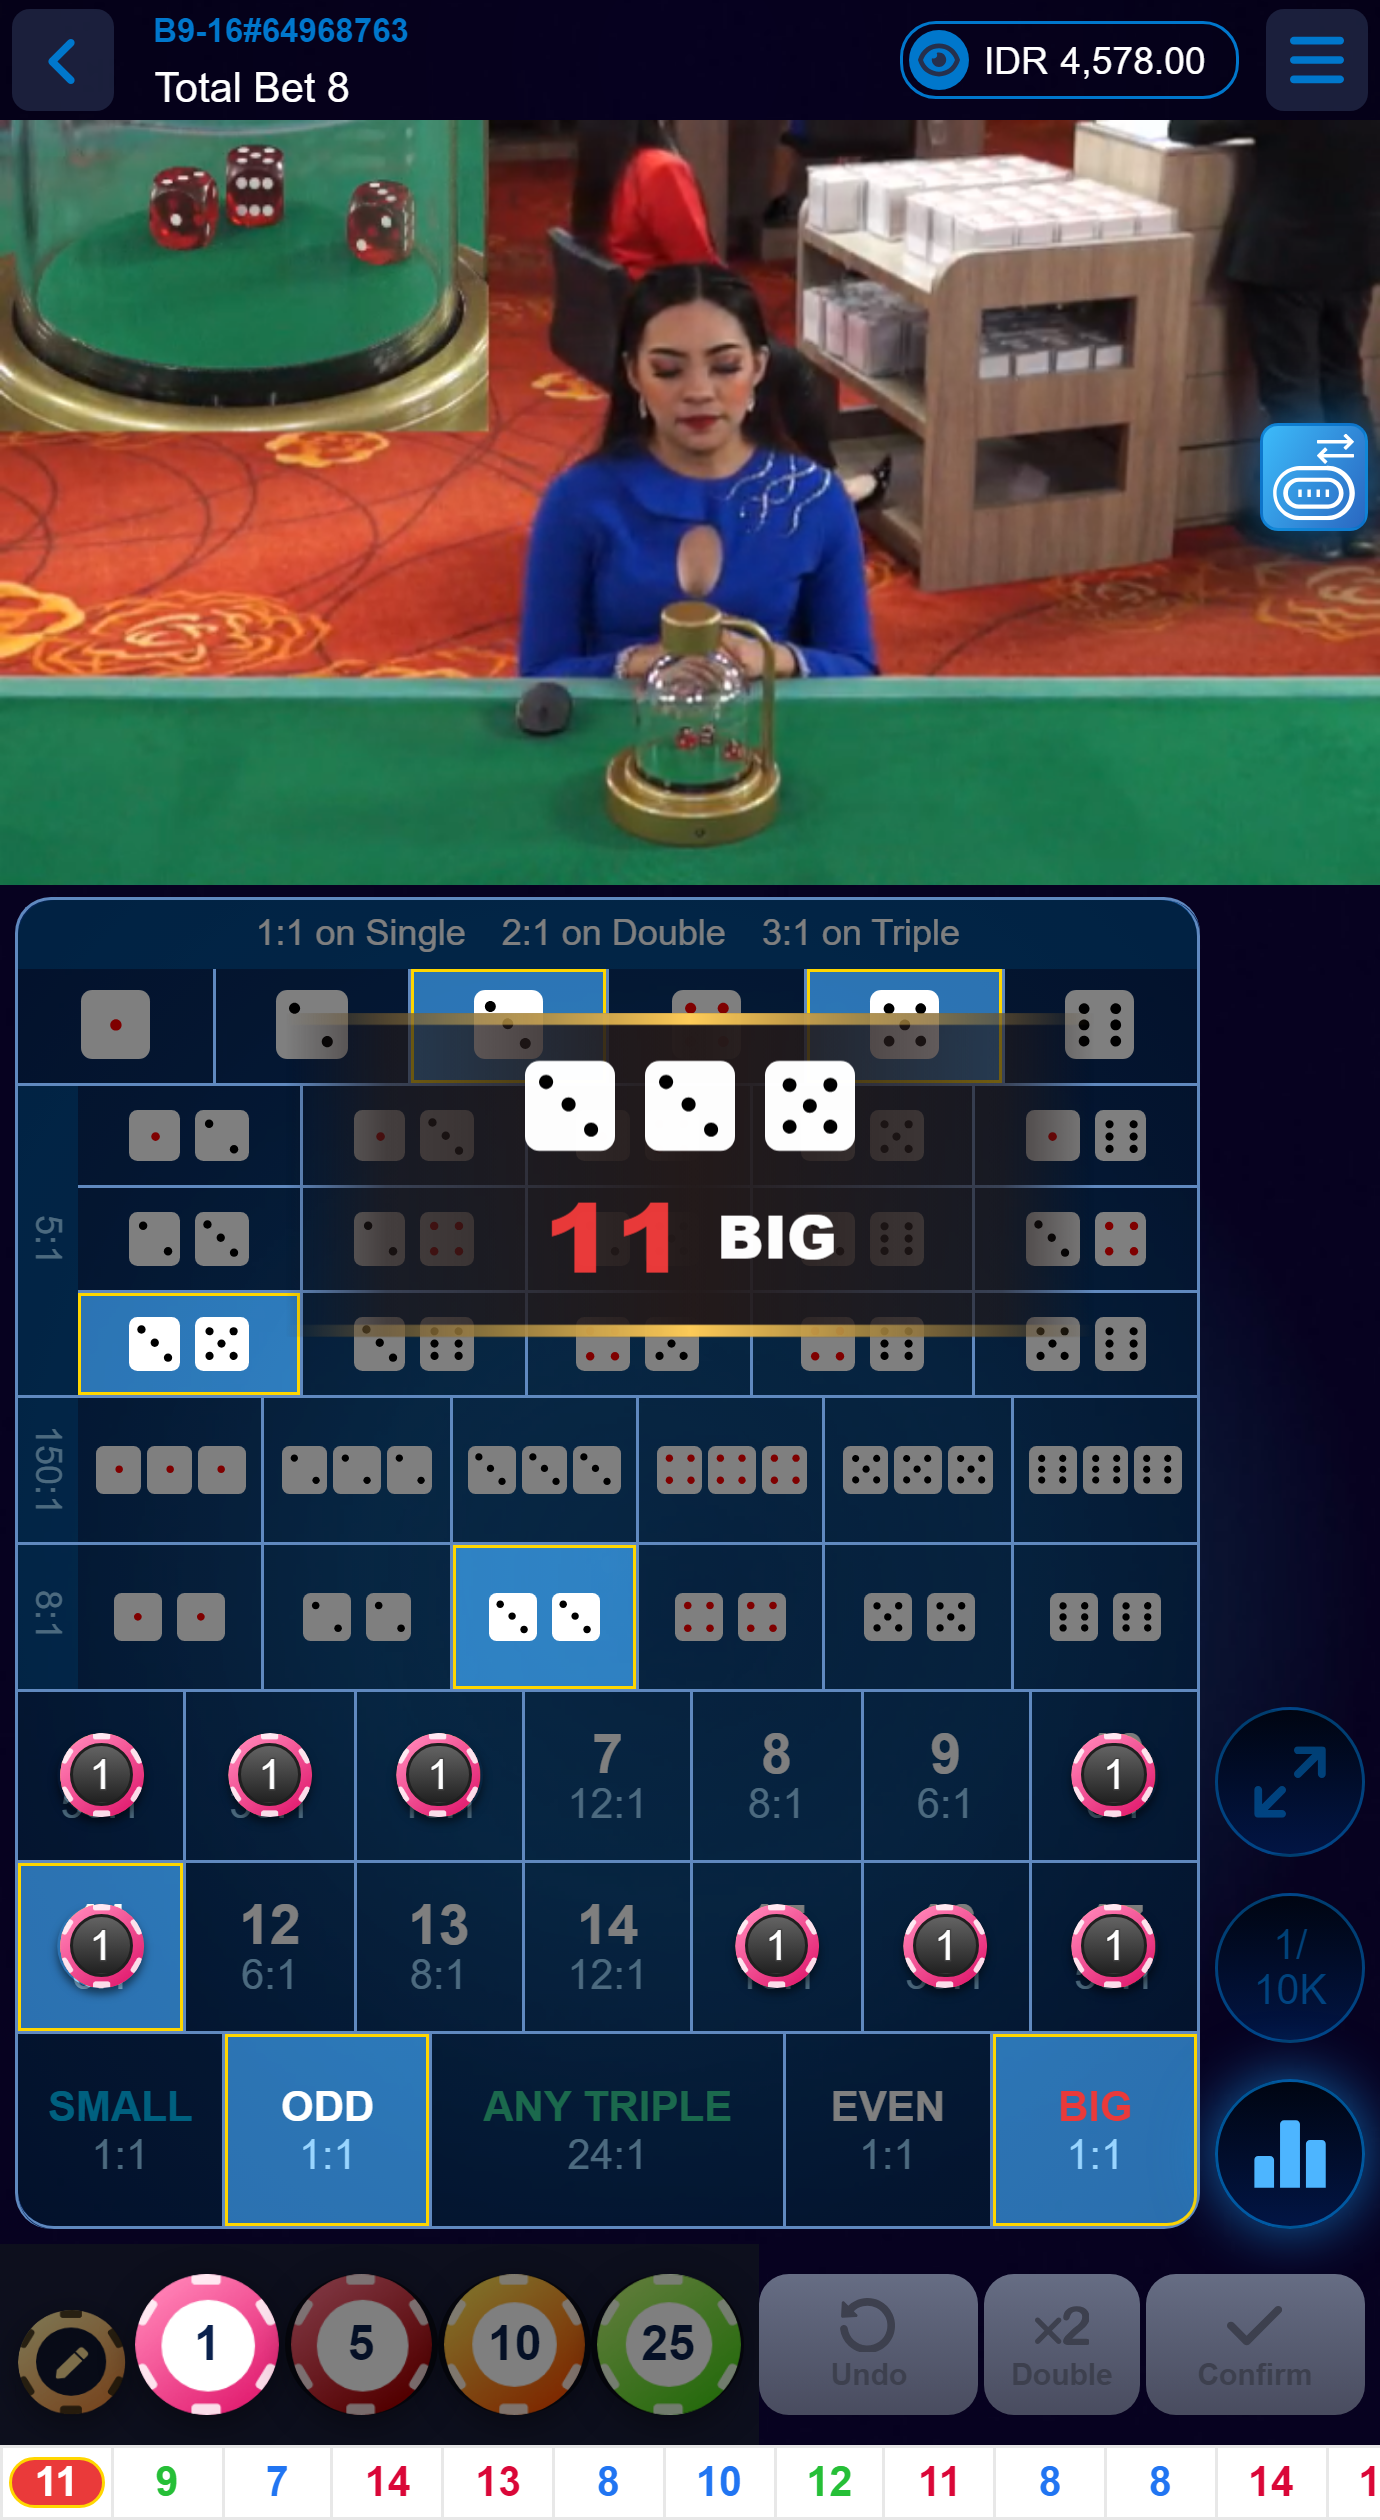 B9-16#64968763
Total Bet 8
IDR 4,578.00
1:1 on Single 2:1 on Double 3:1 on Triple
11 BIG
5:1
150:1
8:1
1 1 1 7 8 9 1
12:1 8:1 6:1
1 12 13 14 1 1 1
6:1 8:1 12:1
1/
10K
SMALL ODD ANY TRIPLE EVEN BIG
1:1 1:1 24:1 1:1 1:1
1 5 10 25
x2
Undo Double Confirm
11 9 7 14 13 8 10 12 11 8 8 14